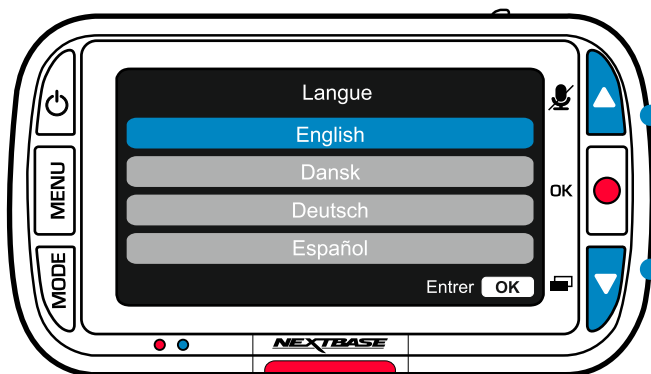 Langue
English
Dansk
Deutsch
Español
Entrer OK
MENU
MODE
OK
NEXTBASE